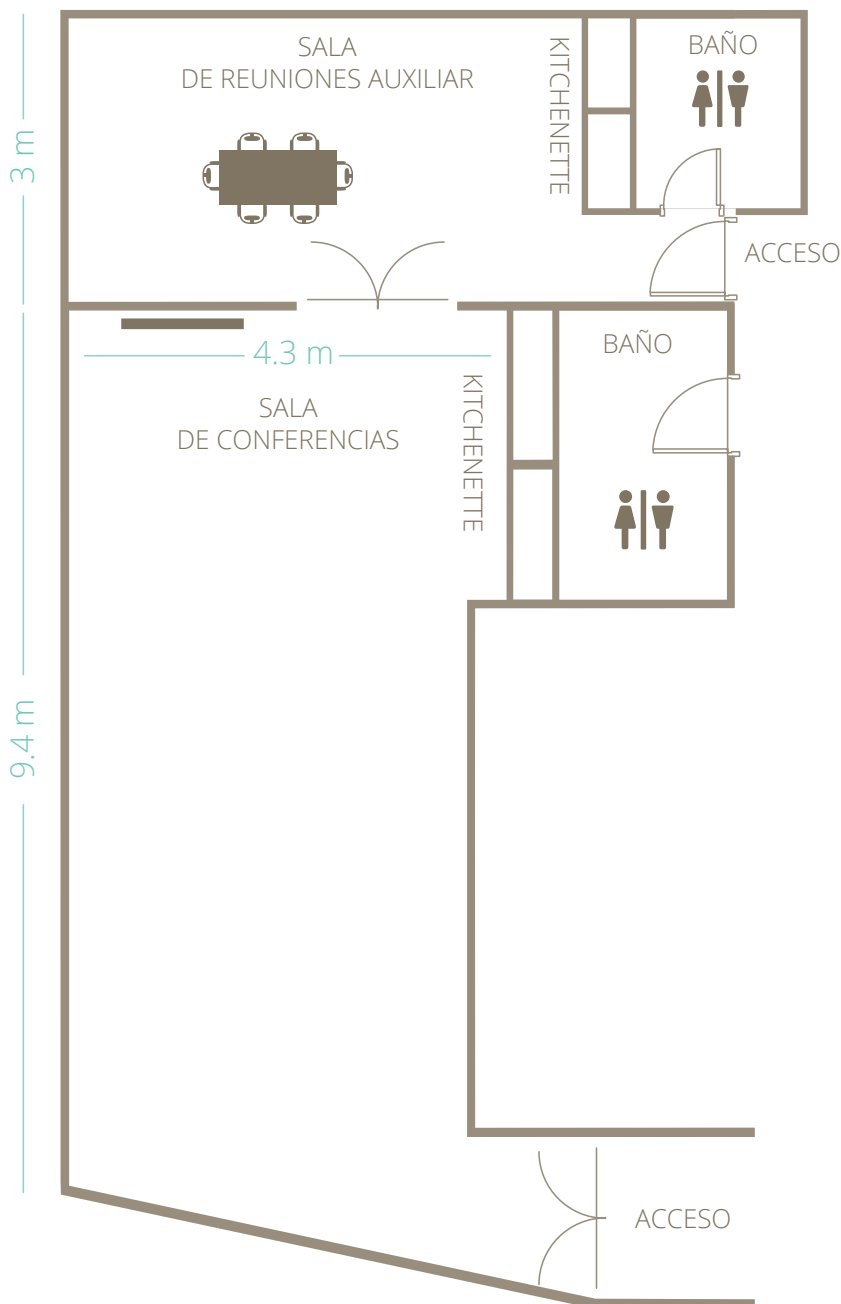 SALA
DE REUNIONES AUXILIAR
KITCHENETTE
BAÑO
3 m
ACCESO
BAÑO
4.3 m
SALA
DE CONFERENCIAS
KITCHENETTE
9.4 m
ACCESO